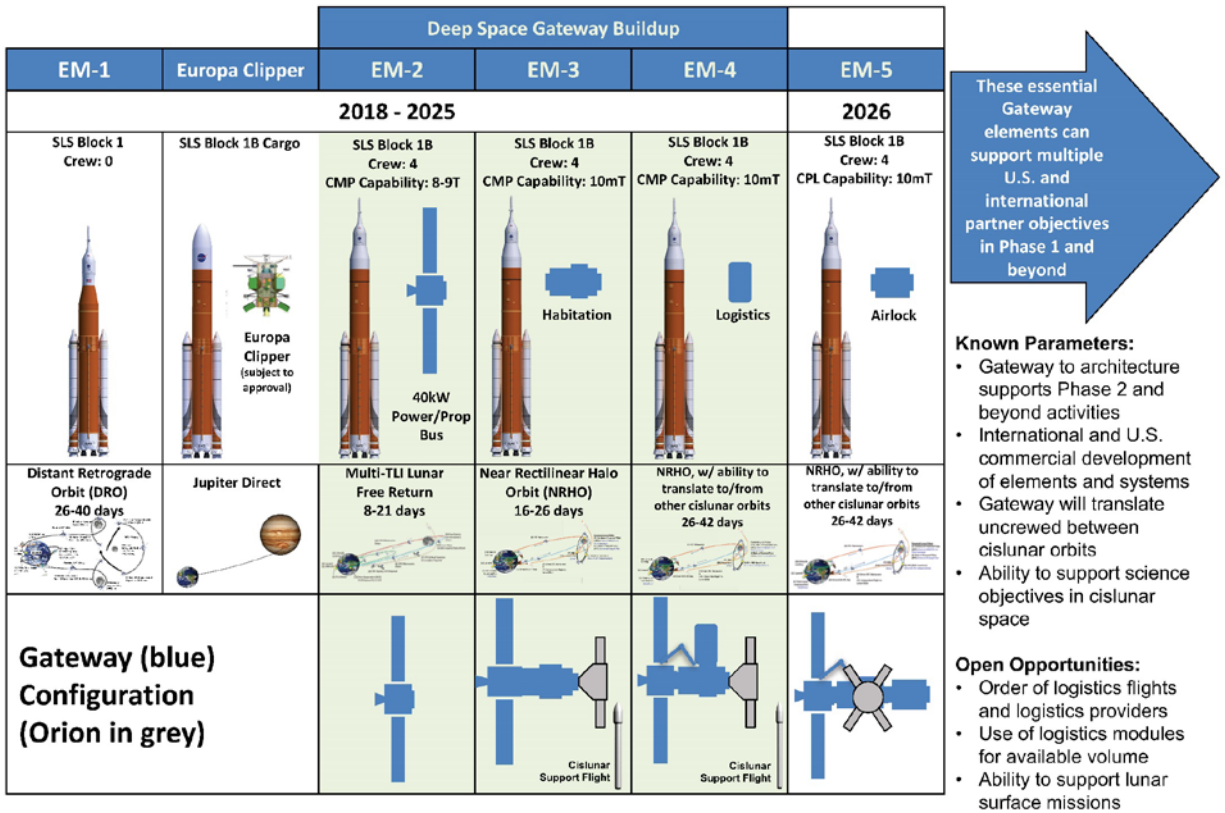 Deep Space Gateway Buildup
EM-1
Europa Clipper
EM-2
EM-3
EM-4
EM-5
2018 - 2025
2026
SLS Block 1
Crew: 0
SLS Block 1B Cargo
SLS Block 1B
Crew: 4
CMP Capability: 8-9T
SLS Block 1B
Crew: 4
CMP Capability: 10mT
SLS Block 1B
Crew: 4
CMP Capability: 10mT
SLS Block 1B
Crew: 4
CPL Capability: 10mT
Europa
Clipper
(subject to
approval)
40kW
Power/Prop
Bus
Habitation
Logistics
Airlock
Distant Retrograde
Orbit (DRO)
26-40 days
Jupiter Direct
Multi-TLI Lunar
Free Return
8-21 days
Near Rectilinear Halo
Orbit (NRHO)
16-26 days
NRHO, w/ ability to
translate to/from
other cislunar orbits
26-42 days
NRHO, w/ ability to
translate to/from
other cislunar orbits
26-42 days
Gateway (blue)
Configuration
(Orion in grey)
Cislunar
Support Flight
Cislunar
Support Flight
These essential
Gateway
elements can
support multiple
U.S. and
international
partner objectives
in Phase 1 and
beyond
Known Parameters:
• Gateway to architecture
supports Phase 2 and
beyond activities
• International and U.S.
commercial development
of elements and systems
• Gateway will translate
uncrewed between
cislunar orbits
• Ability to support science
objectives in cislunar
space
Open Opportunities:
• Order of logistics flights
and logistics providers
• Use of logistics modules
for available volume
• Ability to support lunar
surface missions